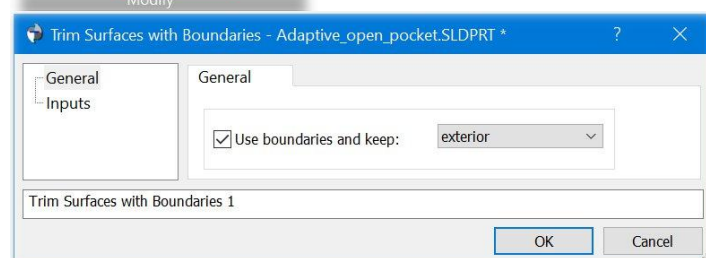 Modify
Trim Surfaces with Boundaries - Adaptive_open_pocket.SLDPRT * ? ×
General
Inputs
General
Use boundaries and keep: exterior
Trim Surfaces with Boundaries 1
OK Cancel